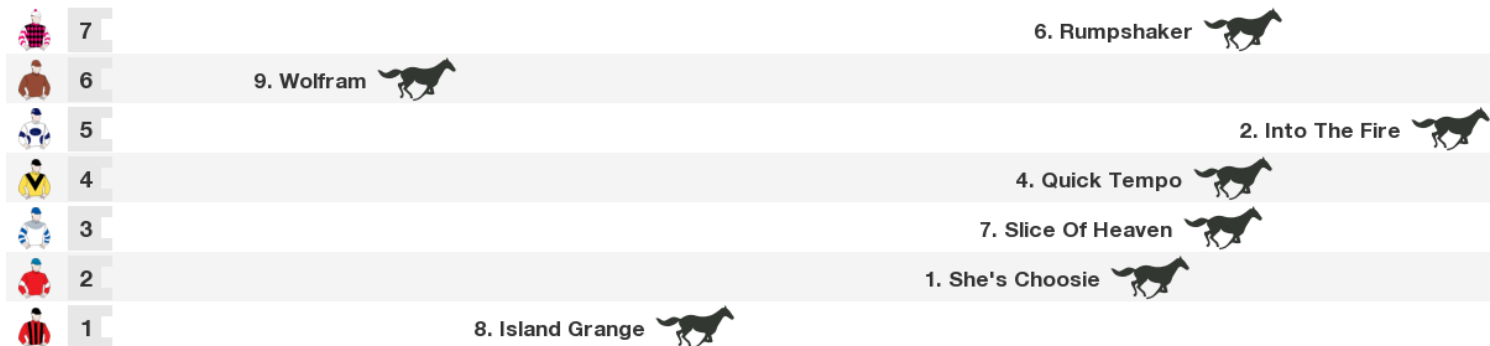 7 6. Rumpshaker
6 9. Wolfram
5 2. Into The Fire
4 4. Quick Tempo
3 7. Slice Of Heaven
2 1. She's Choosie
1 8. Island Grange